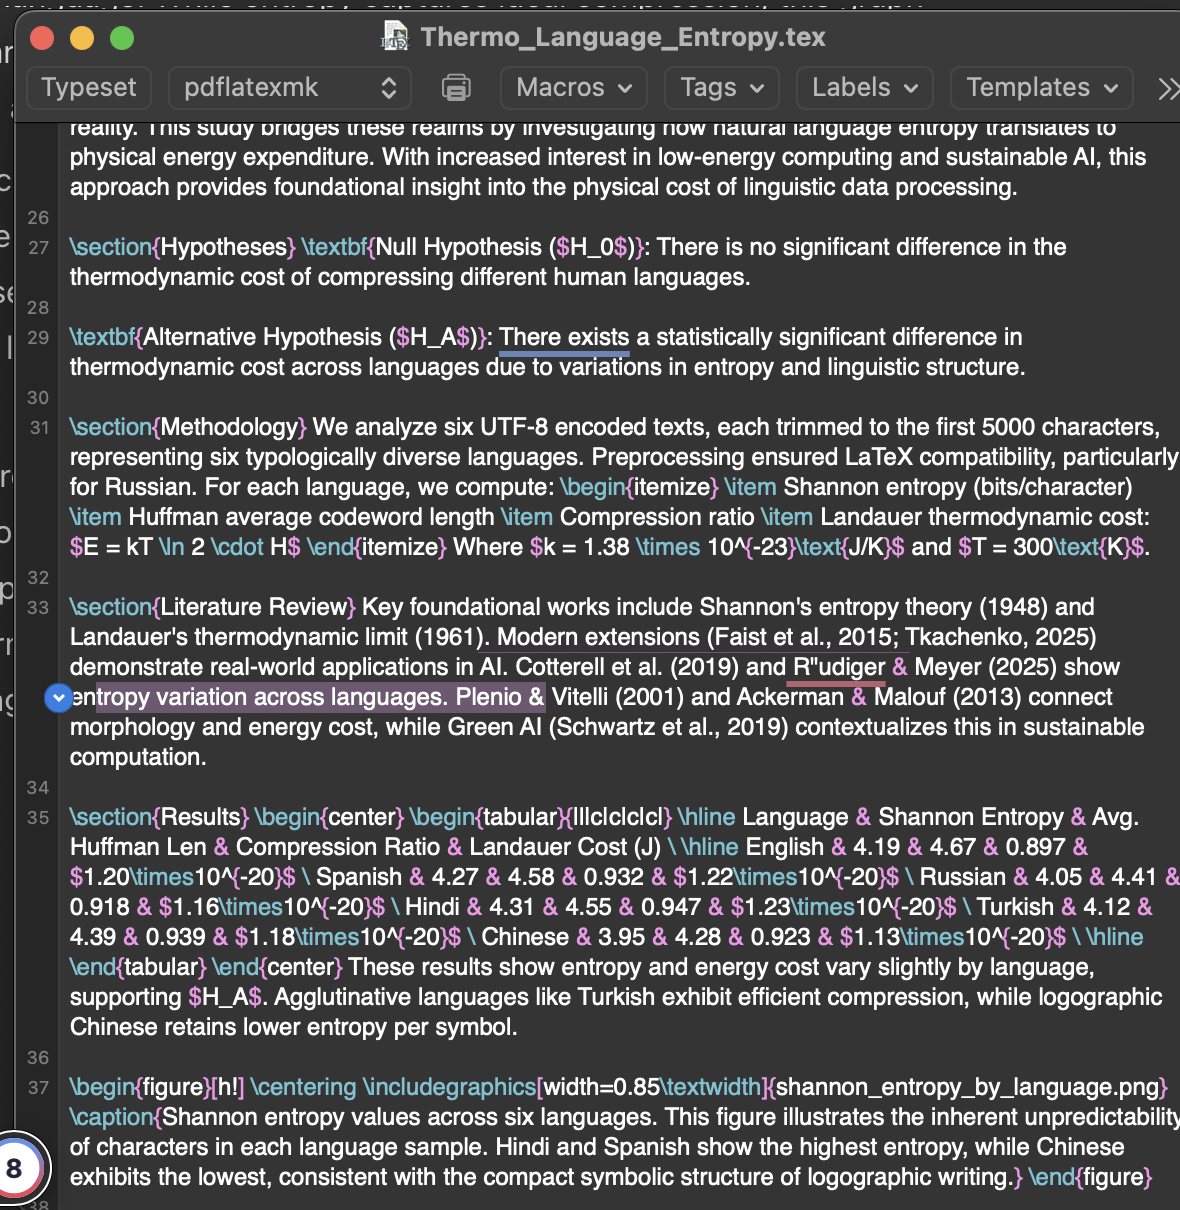 Thermo_Language_Entropy.tex
Typeset pdflatexmk Macros Tags Labels Templates
reality. This study bridges these realms by investigating how natural language entropy translates to
physical energy expenditure. With increased interest in low-energy computing and sustainable AI, this
approach provides foundational insight into the physical cost of linguistic data processing.
26
27 \section{Hypotheses} \textbf{Null Hypothesis ($H_0$)}: There is no significant difference in the
thermodynamic cost of compressing different human languages.
28
29 \textbf{Alternative Hypothesis ($H_A$)}: There exists a statistically significant difference in
thermodynamic cost across languages due to variations in entropy and linguistic structure.
30
31 \section{Methodology} We analyze six UTF-8 encoded texts, each trimmed to the first 5000 characters,
representing six typologically diverse languages. Preprocessing ensured LaTeX compatibility, particularly
for Russian. For each language, we compute: \begin{itemize} \item Shannon entropy (bits/character)
\item Huffman average codeword length \item Compression ratio \item Landauer thermodynamic cost:
$E = kT \ln 2 \cdot H$ \end{itemize} Where $k = 1.38 \times 10^{-23}\text{J/K}$ and $T = 300\text{K}$.
32
33 \section{Literature Review} Key foundational works include Shannon's entropy theory (1948) and
Landauer's thermodynamic limit (1961). Modern extensions (Faist et al., 2015; Tkachenko, 2025)
demonstrate real-world applications in AI. Cotterell et al. (2019) and R"udiger & Meyer (2025) show
entropy variation across languages. Plenio & Vitelli (2001) and Ackerman & Malouf (2013) connect
morphology and energy cost, while Green AI (Schwartz et al., 2019) contextualizes this in sustainable
computation.
34
35 \section{Results} \begin{center} \begin{tabular}{lllclclclcl} \hline Language & Shannon Entropy & Avg.
Huffman Len & Compression Ratio & Landauer Cost (J) \ \hline English & 4.19 & 4.67 & 0.897 &
$1.20\times10^{-20}$ \ Spanish & 4.27 & 4.58 & 0.932 & $1.22\times10^{-20}$ \ Russian & 4.05 & 4.41 &
0.918 & $1.16\times10^{-20}$ \ Hindi & 4.31 & 4.55 & 0.947 & $1.23\times10^{-20}$ \ Turkish & 4.12 &
4.39 & 0.939 & $1.18\times10^{-20}$ \ Chinese & 3.95 & 4.28 & 0.923 & $1.13\times10^{-20}$ \ \hline
\end{tabular} \end{center} These results show entropy and energy cost vary slightly by language,
supporting $H_A$. Agglutinative languages like Turkish exhibit efficient compression, while logographic
Chinese retains lower entropy per symbol.
36
37 \begin{figure}[h!] \centering \includegraphics[width=0.85\textwidth]{shannon_entropy_by_language.png}
\caption{Shannon entropy values across six languages. This figure illustrates the inherent unpredictability
of characters in each language sample. Hindi and Spanish show the highest entropy, while Chinese
8
exhibits the lowest, consistent with the compact symbolic structure of logographic writing.} \end{figure}
38